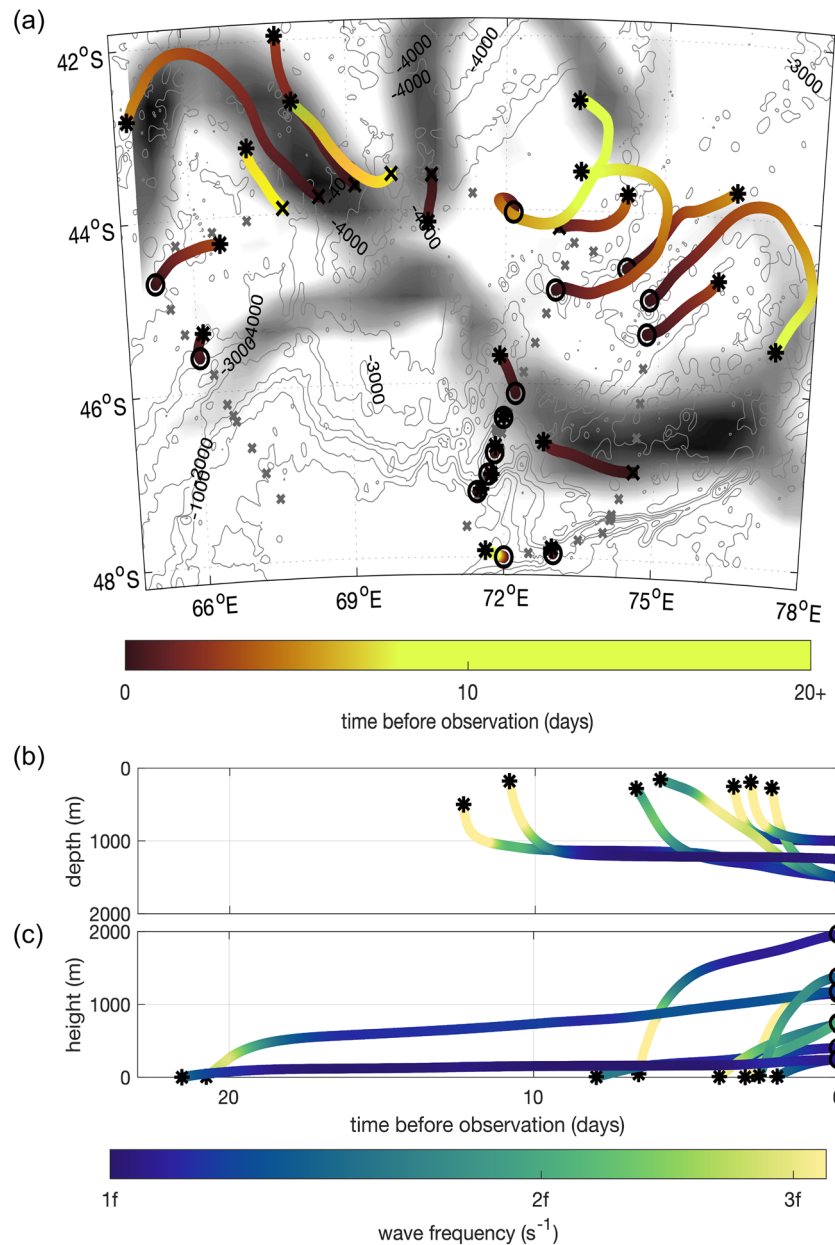 (a)
42°S
44°S
46°S
48°S
-4000
-4000
-4000
-3000
-40
-4000
-4000
-4000
-3000
-3000
-2000
-1000
66°E
69°E
72°E
75°E
78°E
0
10
20+
time before observation (days)
(b)
0
1000
2000
depth (m)
(c)
2000
1000
0
height (m)
20
10
0
time before observation (days)
1f
2f
3f
wave frequency (s⁻¹)